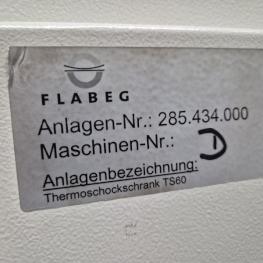 FLABEG
Anlagen-Nr.: 285.434.000
Maschinen-Nr.:
Anlagenbezeichnung:
Thermoschockschrank TS60